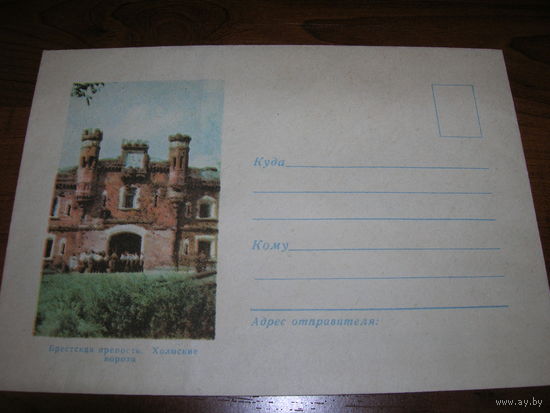 Куда
Кому
Адрес отправителя:
Брестская крепость. Холмские
ворота
www.ay.by